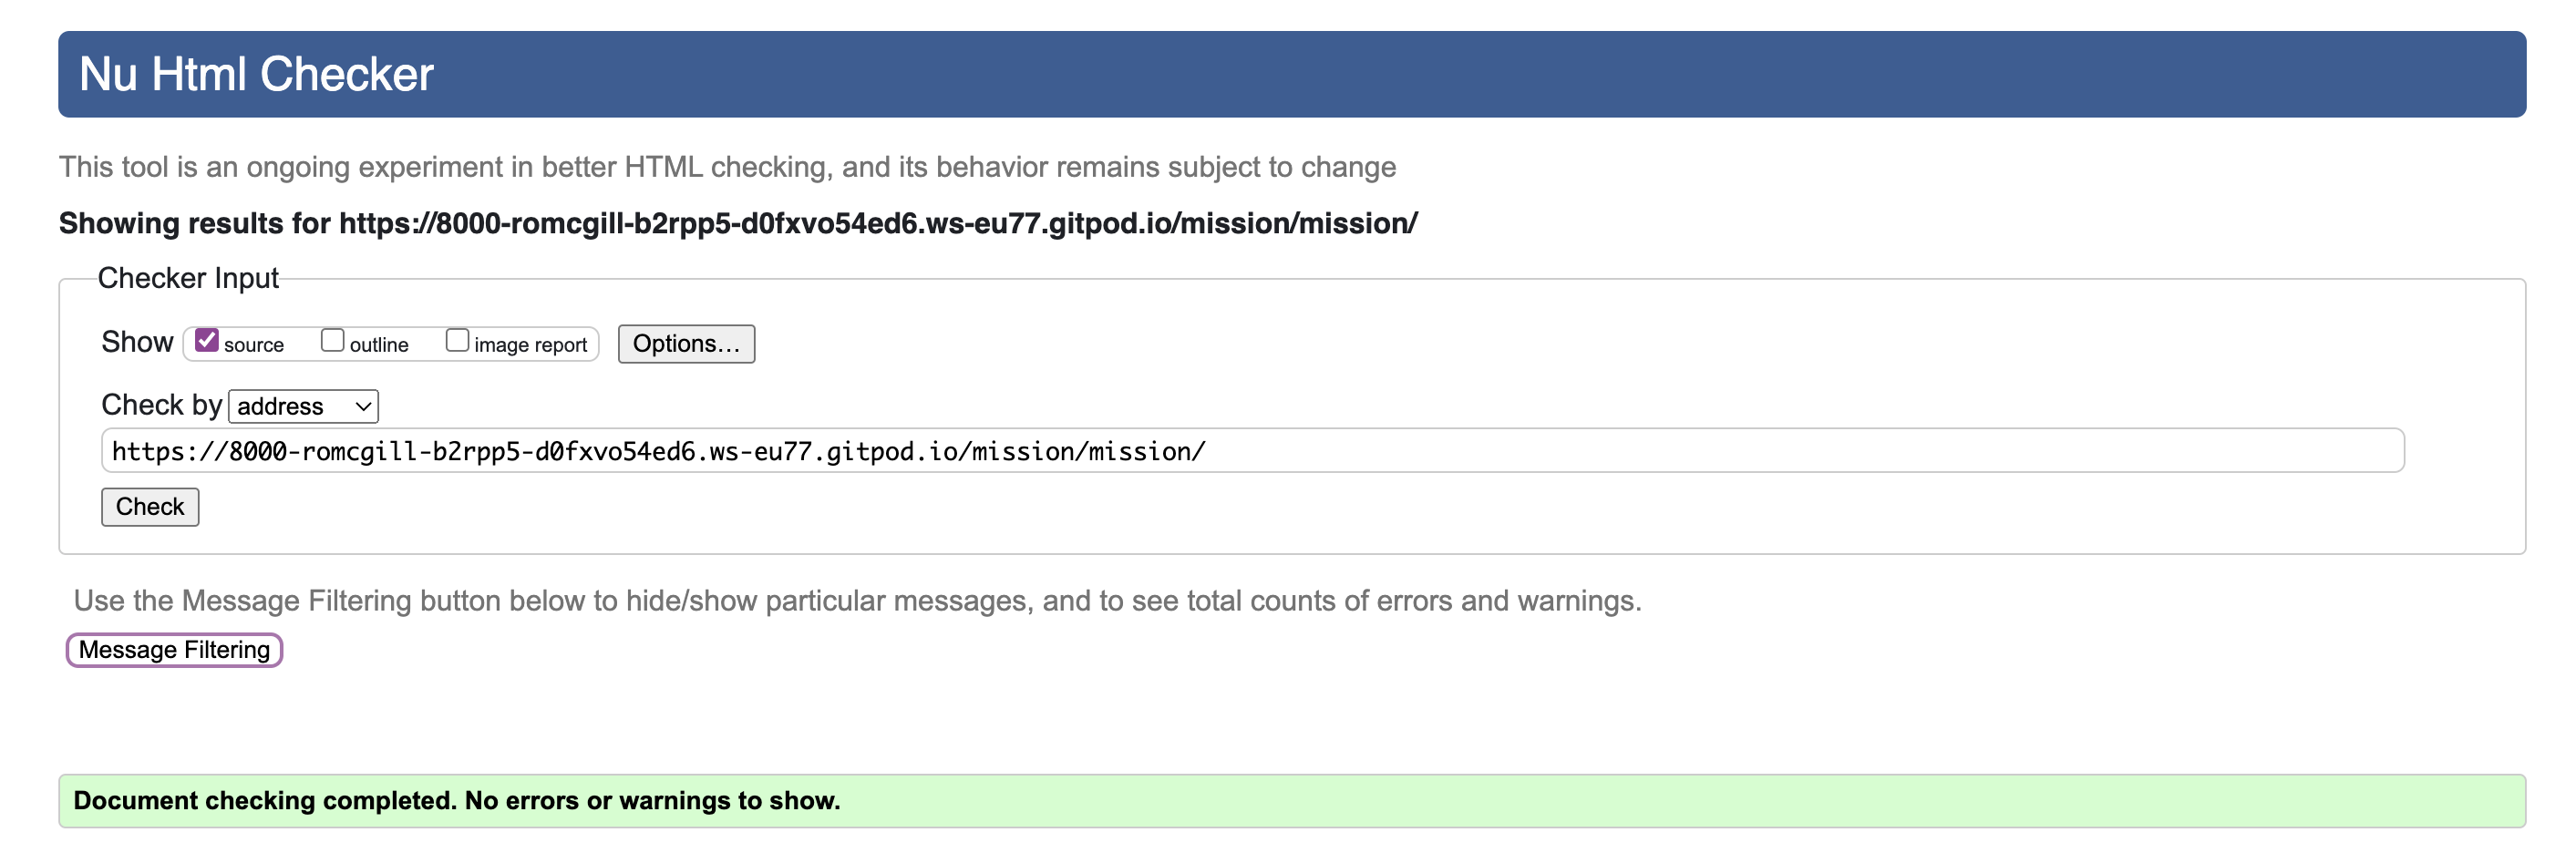 Nu Html Checker
This tool is an ongoing experiment in better HTML checking, and its behavior remains subject to change
Showing results for https://8000-romcgill-b2rpp5-d0fxvo54ed6.ws-eu77.gitpod.io/mission/mission/
Checker Input
Show source outline image report Options...
Check by address
https://8000-romcgill-b2rpp5-d0fxvo54ed6.ws-eu77.gitpod.io/mission/mission/
Check
Use the Message Filtering button below to hide/show particular messages, and to see total counts of errors and warnings.
Message Filtering
Document checking completed. No errors or warnings to show.